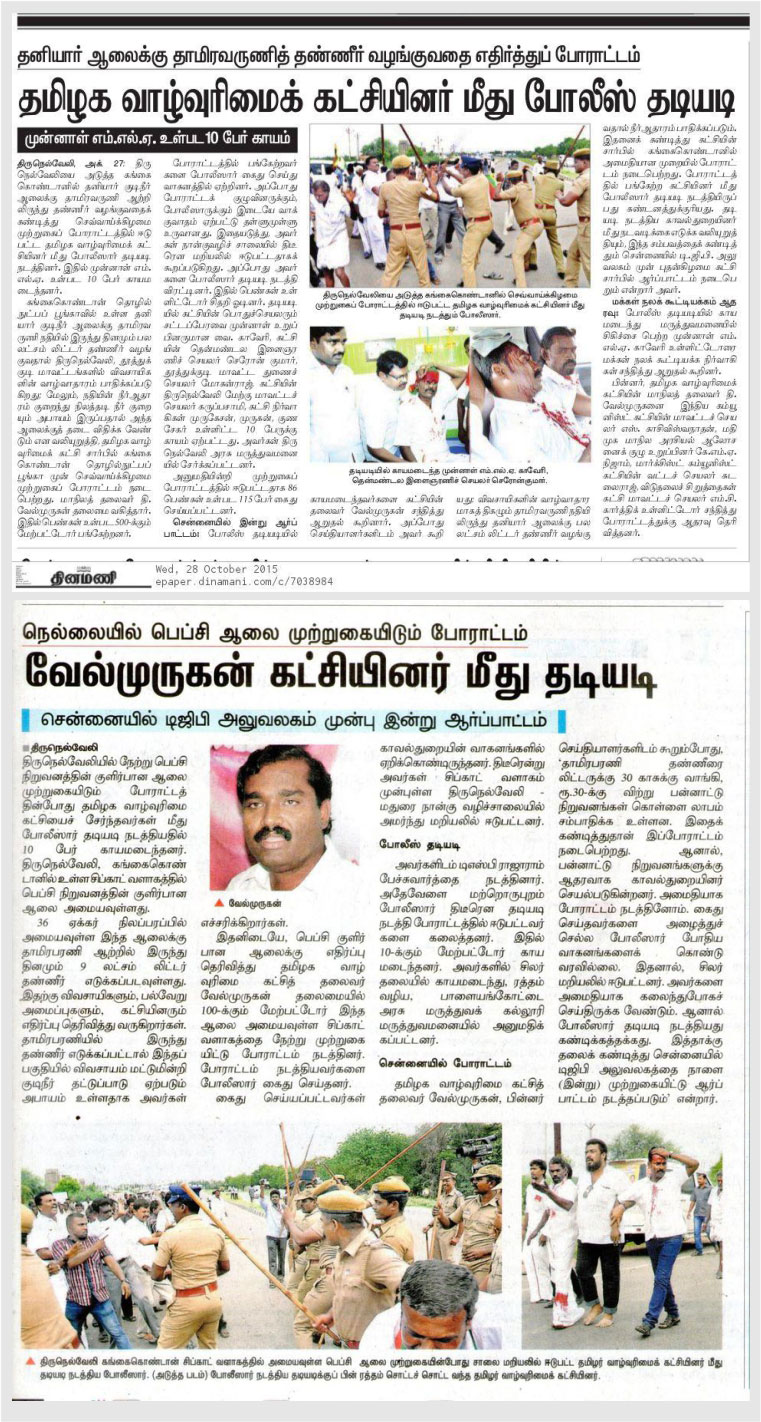 தனியார் ஆலைக்கு தாமிரவருணித் தண்ணீர் வழங்குவதை எதிர்த்துப் போராட்டம்
தமிழக வாழ்வுரிமைக் கட்சியினர் மீது போலீஸ் தடியடி
முன்னாள் எம்.எல்.ஏ. உள்பட 10 பேர் காயம்
திருநெல்வேலி, அக் 27: திரு
நெல்வேலியை அடுத்த கங்கை
கொண்டானில் தனியார் குடிநீர்
ஆலைக்கு தாமிரவருணி ஆற்றி
லிருந்து தண்ணீர் வழங்குவதைக்
கண்டித்து செவ்வாய்க்கிழமை
முற்றுகைப் போராட்டத்தில் ஈடு
பட்ட தமிழக வாழ்வுரிமைக் கட்
சியினர் மீது போலீஸார் தடியடி
நடத்தினர். இதில் முன்னாள் எம்.
எல்.ஏ. உள்பட 10 பேர் காயம
டைந்தனர்.
கங்கைகொண்டான் தொழில்
நுட்பப் பூங்காவில் உள்ள தனி
யார் குடிநீர் ஆலைக்கு தாமிரவ
ருணி நதியில் இருந்து தினமும் பல
லட்சம் லிட்டர் தண்ணீர் வழங்
குவதால் திருநெல்வேலி, தூத்துக்
குடி மாவட்டங்களில் விவசாயிக
ளின் வாழ்வாதாரம் பாதிக்கப்படு
கிறது; மேலும், நதியின் நீர்ஆதா
ரம் குறைந்து நிலத்தடி நீர் குறை
யும் அபாயம் இருப்பதால் அந்த
ஆலைக்குத் தடை விதிக்க வேண்
டும் என வலியுறுத்தி, தமிழக வாழ்
வுரிமைக் கட்சி சார்பில் கங்கை
கொண்டான் தொழில்நுட்பப்
பூங்கா முன் செவ்வாய்க்கிழமை
முற்றுகைப் போராட்டம் நடை
பெற்றது. மாநிலத் தலைவர் தி.
வேல்முருகன் தலைமை வகித்தார்.
இதில் பெண்கள் உள்பட 500-க்கும்
மேற்பட்டோர் பங்கேற்றனர்.
போராட்டத்தில் பங்கேற்றவர்
களை போலீஸார் கைது செய்து
வாகனத்தில் ஏற்றினர். அப்போது
போராட்டக் குழுவினருக்கும்,
போலீஸாருக்கும் இடையே வாக்
குவாதம் ஏற்பட்டு தள்ளுமுள்ளு
உருவானது. இதையடுத்து, அவர்
கள் நான்குவழிச் சாலையில் திடீ
ரென மறியலில் ஈடுபட்டதாகக்
கூறப்படுகிறது. அப்போது அவர்
களை போலீஸார் தடியடி நடத்தி
விரட்டினர். இதில் பெண்கள் உள்
ளிட்டோர் சிதறி ஓடினர். தடியடி
யில் கட்சியின் பொதுச்செயலரும்
சட்டப்பேரவை முன்னாள் உறுப்
பினருமான வை. காவேரி, கட்சி
யின் தென்மண்டல இளைஞர
ணிச் செயலர் செரோன் குமார்,
தூத்துக்குடி மாவட்ட துணைச்
செயலர் மோகன்ராஜ், கட்சியின்
திருநெல்வேலி மேற்கு மாவட்டச்
செயலர் கருப்பசாமி, கட்சி நிர்வா
கிகள் முருகேசன், முருகன், குண
சேகர் உள்ளிட்ட 10 பேருக்கு
காயம் ஏற்பட்டது. அவர்கள் திரு
நெல்வேலி அரசு மருத்துவமனை
யில் சேர்க்கப்பட்டனர்.
அனுமதியின்றி முற்றுகைப்
போராட்டத்தில் ஈடுபட்டதாக 86
பெண்கள் உள்பட 115 பேர் கைது
செய்யப்பட்டனர்.
சென்னையில் இன்று ஆர்ப்
பாட்டம்: போலீஸ் தடியடியில்
திருநெல்வேலியை அடுத்த கங்கைகொண்டானில் செவ்வாய்க்கிழமை
முற்றுகைப் போராட்டத்தில் ஈடுபட்ட தமிழக வாழ்வுரிமைக் கட்சியினர் மீது
தடியடி நடத்தும் போலீஸார்.
தடியடியில் காயமடைந்த முன்னாள் எம்.எல்.ஏ. காவேரி,
தென்மண்டல இளைஞரணிச் செயலர் செரோன்குமார்.
காயமடைந்தவர்களை கட்சியின்
தலைவர் வேல்முருகன் சந்தித்து
ஆறுதல் கூறினார். அப்போது
செய்தியாளர்களிடம் அவர் கூறி
யது: விவசாயிகளின் வாழ்வாதார
மாகத் திகழும் தாமிரவருணி நதியி
லிருந்து தனியார் ஆலைக்கு பல
லட்சம் லிட்டர் தண்ணீர் வழங்கு
வதால் நீர்ஆதாரம் பாதிக்கப்படும்.
இதனைக் கண்டித்து கட்சியின்
சார்பில் கங்கைகொண்டானில்
அமைதியான முறையில் போராட்
டம் நடைபெற்றது. போராட்டத்
தில் பங்கேற்ற கட்சியினர் மீது
போலீஸார் தடியடி நடத்தியிருப்
பது கண்டனத்துக்குரியது. தடி
யடி நடத்திய காவல்துறையினர்
மீது நடவடிக்கை எடுக்க வலியுறுத்
தியும், இந்த சம்பவத்தைக் கண்டித்
தும் சென்னையில் டி.ஜி.பி. அலு
வலகம் முன் புதன்கிழமை கட்சி
சார்பில் ஆர்ப்பாட்டம் நடைபெ
றும் என்றார் அவர்.
மக்கள் நலக் கூட்டியக்கம் ஆத
ரவு: போலீஸ் தடியடியில் காய
மடைந்து மருத்துவமனையில்
சிகிச்சை பெற்ற முன்னாள் எம்.
எல்.ஏ. காவேரி உள்ளிட்டோரை
மக்கள் நலக் கூட்டியக்க நிர்வாகி
கள் சந்தித்து ஆறுதல் கூறினர்.
பின்னர், தமிழக வாழ்வுரிமைக்
கட்சியின் மாநிலத் தலைவர் தி.
வேல்முருகனை இந்திய கம்யூ
னிஸ்ட் கட்சியின் மாவட்டச் செய
லர் எஸ். காசிவிஸ்வநாதன், மதி
முக மாநில அரசியல் ஆலோச
னைக் குழு உறுப்பினர் கே.எம்.ஏ.
நிஜாம், மார்க்சிஸ்ட் கம்யூனிஸ்ட்
கட்சியின் வட்டச் செயலர் சுட
லைராஜ், விடுதலைச் சிறுத்தைகள்
கட்சி மாவட்டச் செயலர் எம்.சி.
கார்த்திக் உள்ளிட்டோர் சந்தித்து
போராட்டத்துக்கு ஆதரவு தெரி
வித்தனர்.
தினமணி
Wed, 28 October 2015
epaper.dinamani.com/c/7038984
நெல்லையில் பெப்சி ஆலை முற்றுகையிடும் போராட்டம்
வேல்முருகன் கட்சியினர் மீது தடியடி
சென்னையில் டிஜிபி அலுவலகம் முன்பு இன்று ஆர்ப்பாட்டம்
திருநெல்வேலி
திருநெல்வேலியில் நேற்று பெப்சி
நிறுவனத்தின் குளிர்பான ஆலை
முற்றுகையிடும் போராட்டத்
தின்போது தமிழக வாழ்வுரிமை
கட்சியைச் சேர்ந்தவர்கள் மீது
போலீஸார் தடியடி நடத்தியதில்
10 பேர் காயமடைந்தனர்.
திருநெல்வேலி, கங்கைகொண்
டானில் உள்ள சிப்காட் வளாகத்தில்
பெப்சி நிறுவனத்தின் குளிர்பான
ஆலை அமையவுள்ளது.
36 ஏக்கர் நிலப்பரப்பில்
அமையவுள்ள இந்த ஆலைக்கு
தாமிரபரணி ஆற்றில் இருந்து
தினமும் 9 லட்சம் லிட்டர்
தண்ணீர் எடுக்கப்படவுள்ளது.
இதற்கு விவசாயிகளும், பல்வேறு
அமைப்புகளும், கட்சியினரும்
எதிர்ப்பு தெரிவித்து வருகிறார்கள்.
தாமிரபரணியில் இருந்து
தண்ணீர் எடுக்கப்பட்டால் இந்தப்
பகுதியில் விவசாயம் மட்டுமின்றி
குடிநீர் தட்டுப்பாடு ஏற்படும்
அபாயம் உள்ளதாக அவர்கள்
வேல்முருகன்
எச்சரிக்கிறார்கள்.
இதனிடையே, பெப்சி குளிர்
பான ஆலைக்கு எதிர்ப்பு
தெரிவித்து தமிழக வாழ்
வுரிமை கட்சித் தலைவர்
வேல்முருகன் தலைமையில்
100-க்கும் மேற்பட்டோர் இந்த
ஆலை அமையவுள்ள சிப்காட்
வளாகத்தை நேற்று முற்றுகை
யிட்டு போராட்டம் நடத்தினர்.
போராட்டம் நடத்தியவர்களை
போலீஸார் கைது செய்தனர்.
கைது செய்யப்பட்டவர்கள்
காவல்துறையின் வாகனங்களில்
ஏறிக்கொண்டிருந்தனர். திடீரென்று
அவர்கள் சிப்காட் வளாகம்
முன்புள்ள திருநெல்வேலி -
மதுரை நான்கு வழிச்சாலையில்
அமர்ந்து மறியலில் ஈடுபட்டனர்.
போலீஸ் தடியடி
அவர்களிடம் டிஎஸ்பி ராஜாராம்
பேச்சுவார்த்தை நடத்தினார்.
அதேவேளை மற்றொருபுறம்
போலீஸார் திடீரென தடியடி
நடத்தி போராட்டத்தில் ஈடுபட்டவர்
களை கலைத்தனர். இதில்
10-க்கும் மேற்பட்டோர் காய
மடைந்தனர். அவர்களில் சிலர்
தலையில் காயமடைந்து, ரத்தம்
வழிய, பாளையங்கோட்டை
அரசு மருத்துவக் கல்லூரி
மருத்துவமனையில் அனுமதிக்
கப்பட்டனர்.
சென்னையில் போராட்டம்
தமிழக வாழ்வுரிமைக் கட்சித்
தலைவர் வேல்முருகன், பின்னர்
செய்தியாளர்களிடம் கூறும்போது,
‘தாமிரபரணி தண்ணீரை
லிட்டருக்கு 30 காசுக்கு வாங்கி,
ரூ.30-க்கு விற்று பன்னாட்டு
நிறுவனங்கள் கொள்ளை லாபம்
சம்பாதிக்க உள்ளன. இதைக்
கண்டித்துதான் இப்போராட்டம்
நடைபெற்றது. ஆனால்,
பன்னாட்டு நிறுவனங்களுக்கு
ஆதரவாக காவல்துறையினர்
செயல்படுகின்றனர். அமைதியாக
போராட்டம் நடத்தினோம். கைது
செய்தவர்களை அழைத்துச்
செல்ல போலீஸார் போதிய
வாகனங்களைக் கொண்டு
வரவில்லை. இதனால், சிலர்
மறியலில் ஈடுபட்டனர். அவர்களை
அமைதியாக கலைந்துபோகச்
செய்திருக்க வேண்டும். ஆனால்
போலீஸார் தடியடி நடத்தியது
கண்டிக்கத்தக்கது. இத்தாக்கு
தலைக் கண்டித்து சென்னையில்
டிஜிபி அலுவலகத்தை நாளை
(இன்று) முற்றுகையிட்டு ஆர்ப்
பாட்டம் நடத்தப்படும்’ என்றார்.
திருநெல்வேலி கங்கைகொண்டான் சிப்காட் வளாகத்தில் அமையவுள்ள பெப்சி ஆலை முற்றுகையின்போது சாலை மறியலில் ஈடுபட்ட தமிழர் வாழ்வுரிமைக் கட்சியினர் மீது
தடியடி நடத்திய போலீஸார். (அடுத்த படம்) போலீஸார் நடத்திய தடியடிக்குப் பின் ரத்தம் சொட்டச் சொட்ட வந்த தமிழர் வாழ்வுரிமைக் கட்சியினர்.